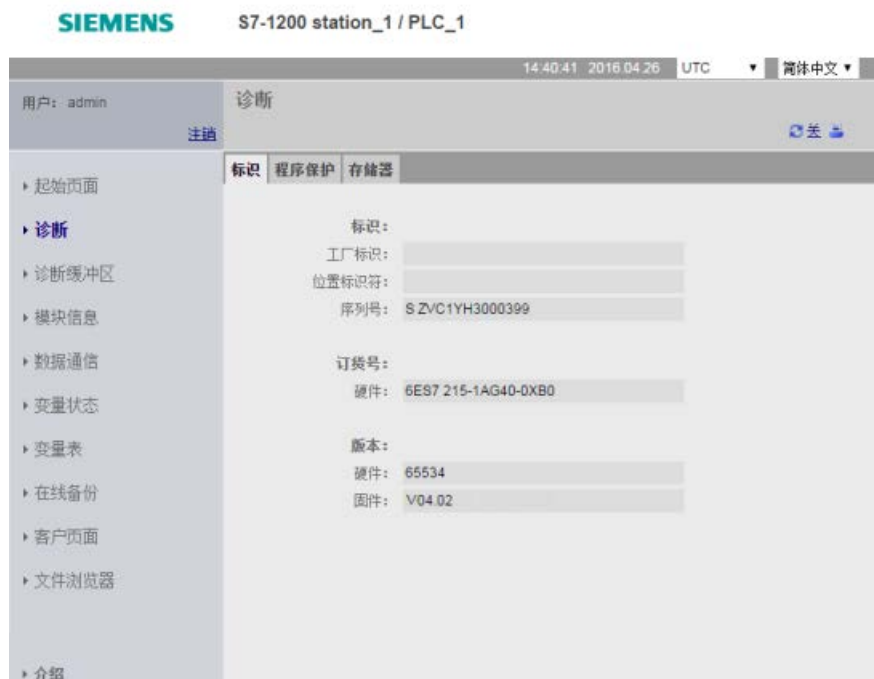 SIEMENS
S7-1200 station_1 / PLC_1
14:40:41 2016.04.26 UTC 简体中文
用户: admin
注销
诊断
关
标识 程序保护 存储器
起始页面
诊断
诊断缓冲区
模块信息
数据通信
变量状态
变量表
在线备份
客户页面
文件浏览器
介绍
标识:
工厂标识:
位置标识符:
序列号: S ZVC1YH3000399
订货号:
硬件: 6ES7 215-1AG40-0XB0
版本:
硬件: 65534
固件: V04.02